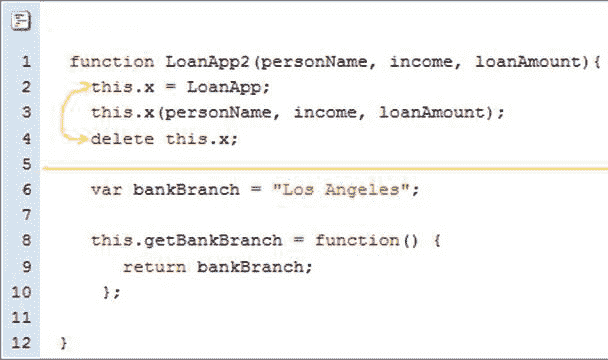 1 function LoanApp2(personName, income, loanAmount){
2 this.x = LoanApp;
3 this.x(personName, income, loanAmount);
4 delete this.x;
5
6 var bankBranch = "Los Angeles";
7
8 this.getBankBranch = function() {
9 return bankBranch;
10 };
11
12 }